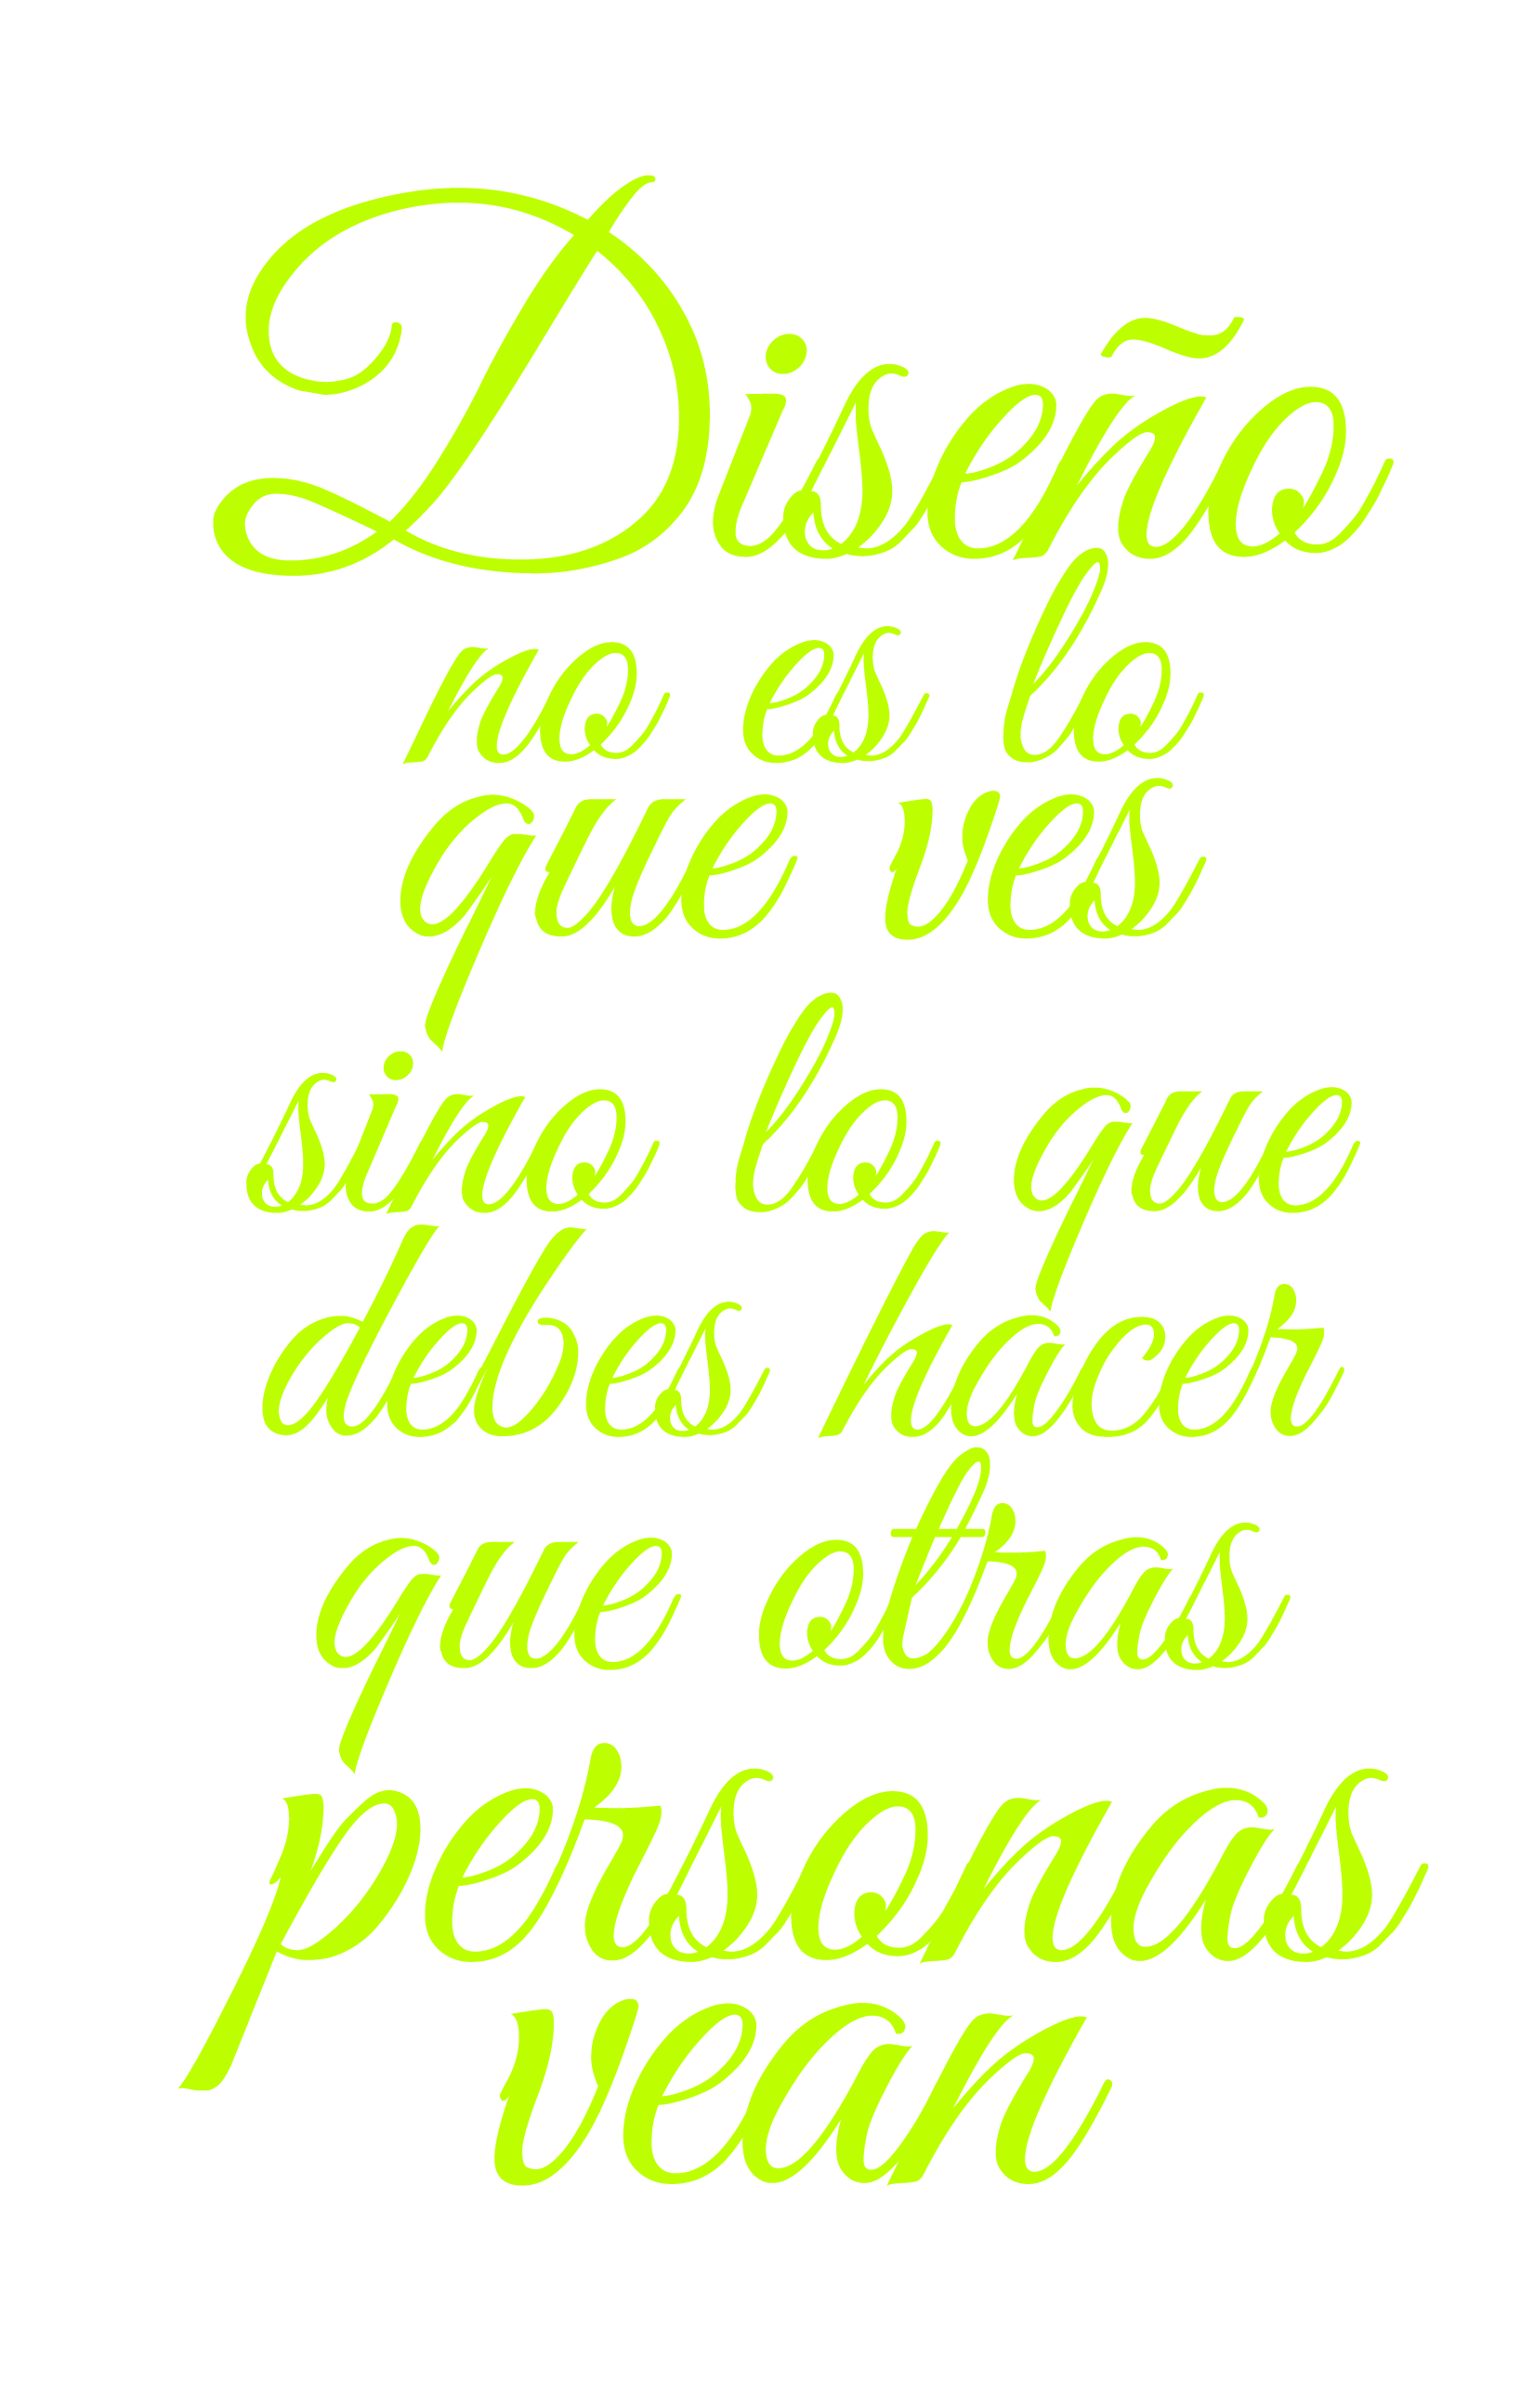 Diseño
no es lo
que ves
sino lo que
debes hacer
que otras
personas
vean